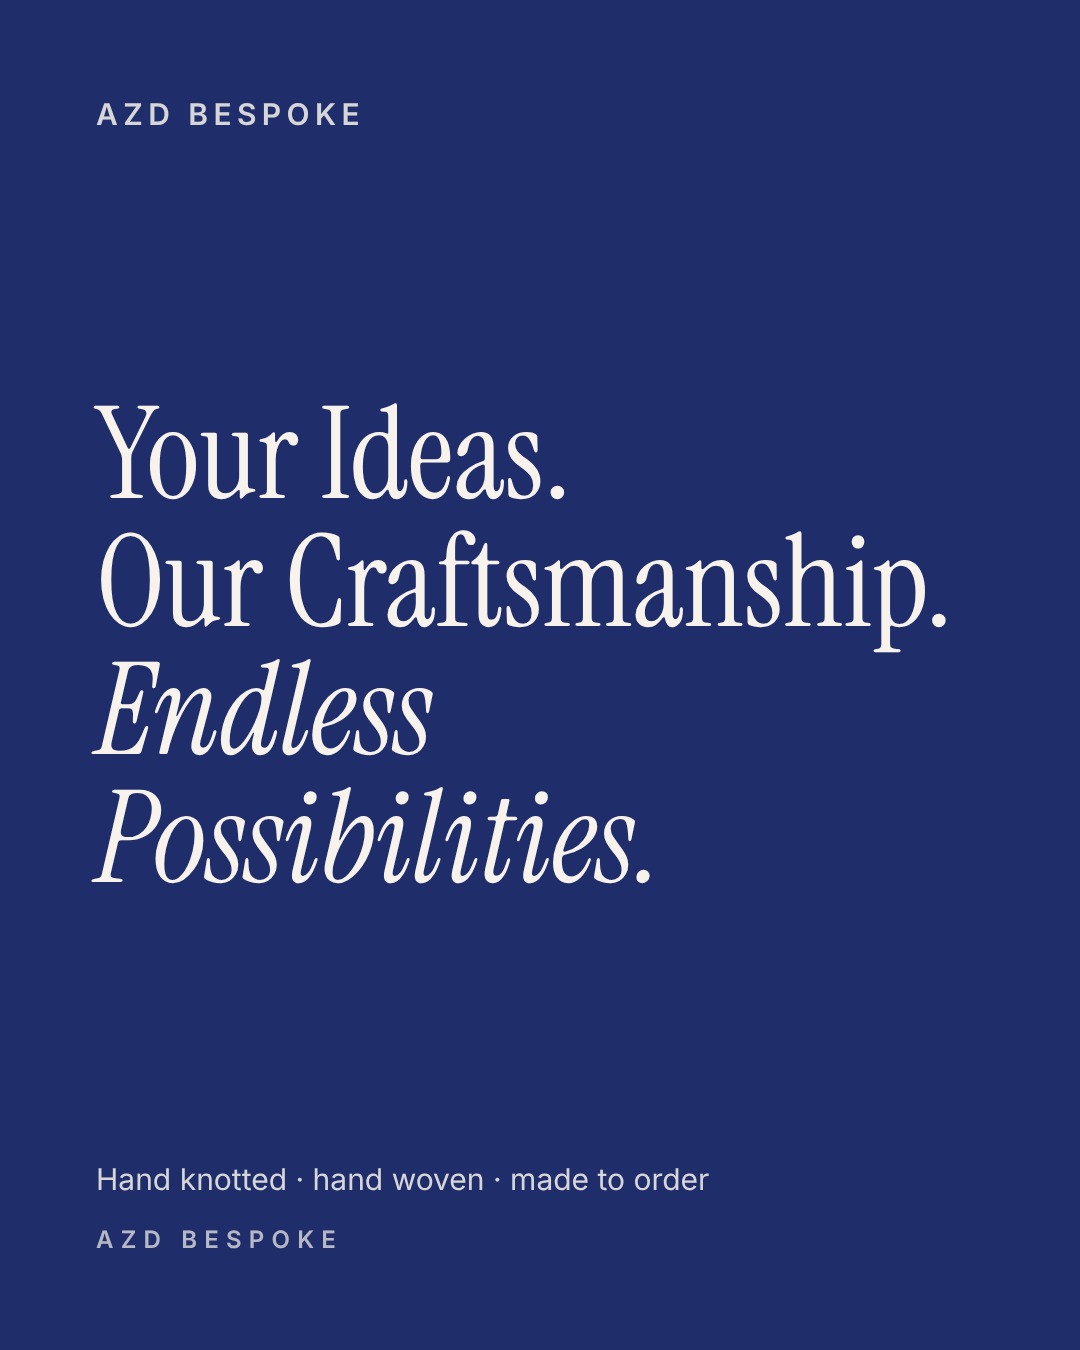 AZD BESPOKE
Your Ideas.
Our Craftsmanship.
Endless
Possibilities.
Hand knotted · hand woven · made to order
AZD BESPOKE